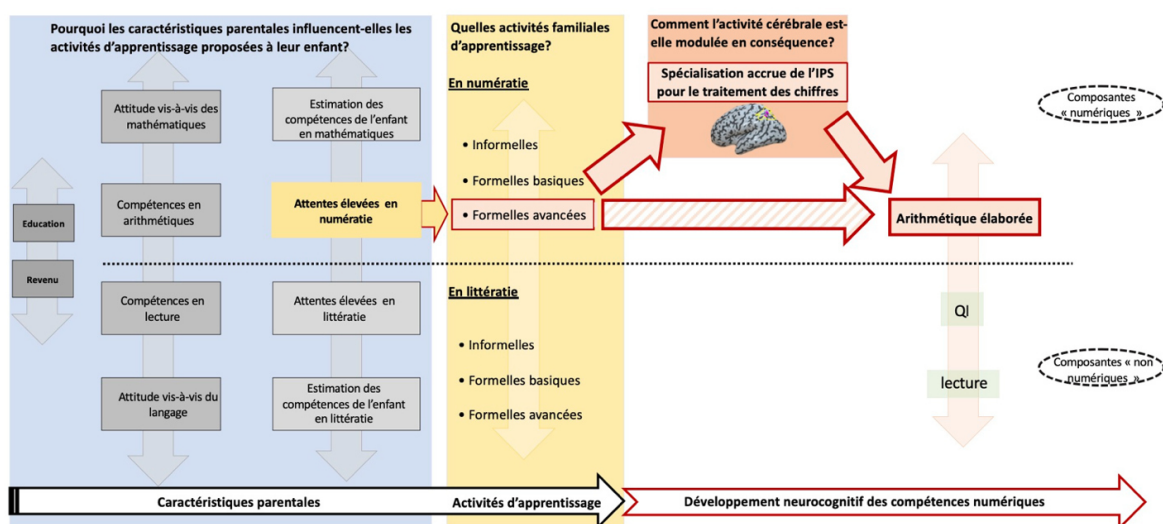 Pourquoi les caractéristiques parentales influencent-elles les
activités d'apprentissage proposées à leur enfant?
Quelles activités familiales
d'apprentissage?
Comment l'activité cérébrale est-
elle modulée en conséquence?
Spécialisation accrue de l'IPS
pour le traitement des chiffres
En numératie
Attitude vis-à-vis des
mathématiques
Estimation des
compétences de l'enfant
en mathématiques
Composantes
« numériques »
• Informelles
• Formelles basiques
• Formelles avancées
Education
Compétences en
arithmétiques
Attentes élevées en
numératie
Arithmétique élaborée
Revenu
Compétences en
lecture
Attentes élevées en
littératie
En littératie
QI
• Informelles
• Formelles basiques
• Formelles avancées
lecture
Composantes « non
numériques »
Attitude vis-à-vis du
langage
Estimation des
compétences de l'enfant
en littératie
Caractéristiques parentales
Activités d'apprentissage
Développement neurocognitif des compétences numériques